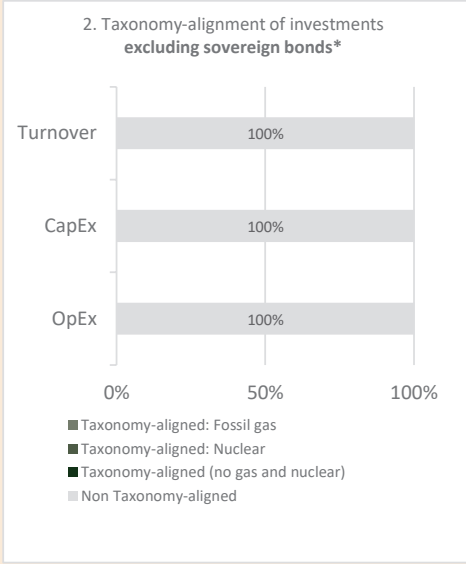 2. Taxonomy-alignment of investments
excluding sovereign bonds*
Turnover
100%
CapEx
100%
OpEx
100%
0%
50%
100%
Taxonomy-aligned: Fossil gas
Taxonomy-aligned: Nuclear
Taxonomy-aligned (no gas and nuclear)
Non Taxonomy-aligned